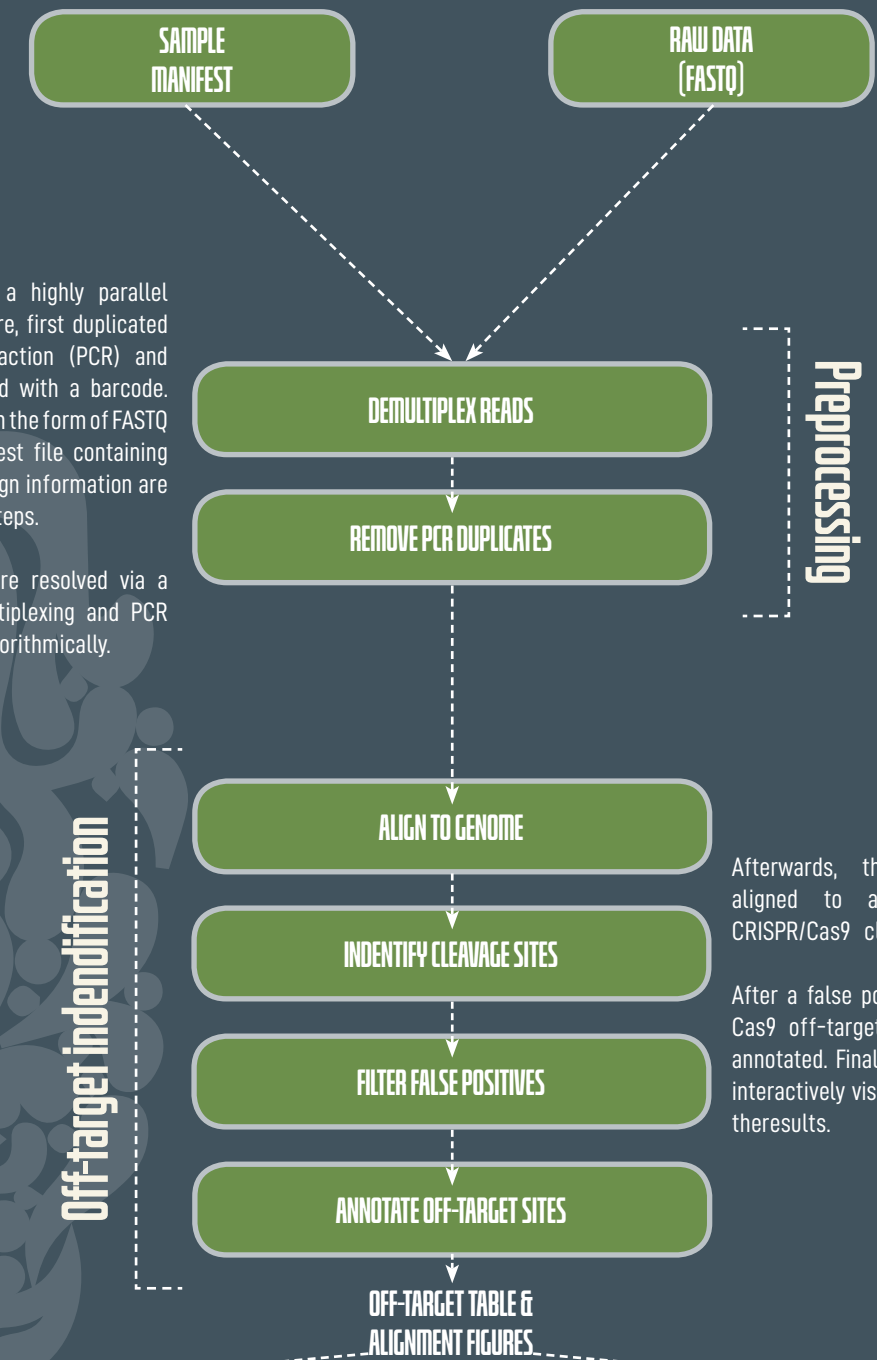 SAMPLE
MANIFEST
RAW DATA
(FASTQ)
a highly parallel
re, first duplicated
action (PCR) and
d with a barcode.
n the form of FASTQ
est file containing
gn information are
teps.
re resolved via a
tiplexing and PCR
orithmically.
DEMULTIPLEX READS
REMOVE PCR DUPLICATES
Preprocessing
Off-target indendification
ALIGN TO GENOME
INDENTIFY CLEAVAGE SITES
FILTER FALSE POSITIVES
ANNOTATE OFF-TARGET SITES
OFF-TARGET TABLE &
ALIGNMENT FIGURES
Afterwards, th
aligned to a
CRISPR/Cas9 cl
After a false po
Cas9 off-target
annotated. Final
interactively vis
theresults.